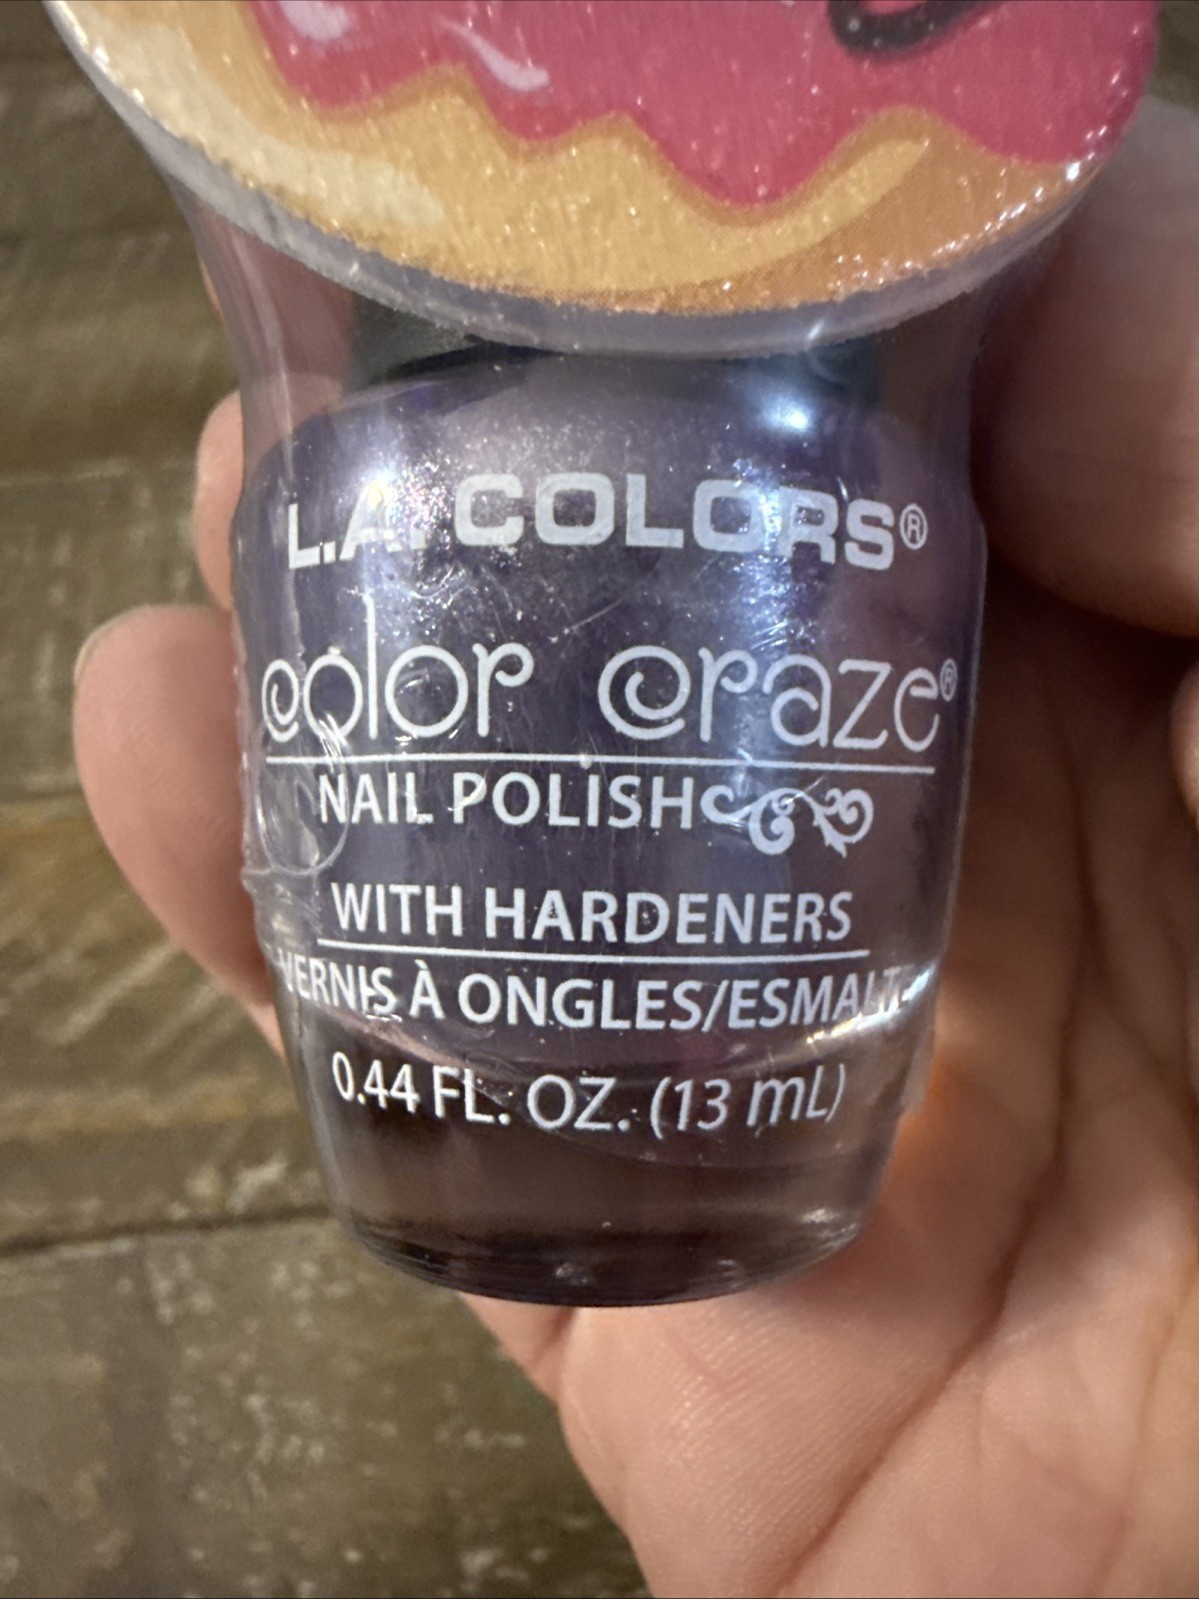 L.A. COLORS®
color craze®
NAIL POLISH
WITH HARDENERS
VERNIS À ONGLES/ESMALTE
0.44 FL. OZ. (13 mL)